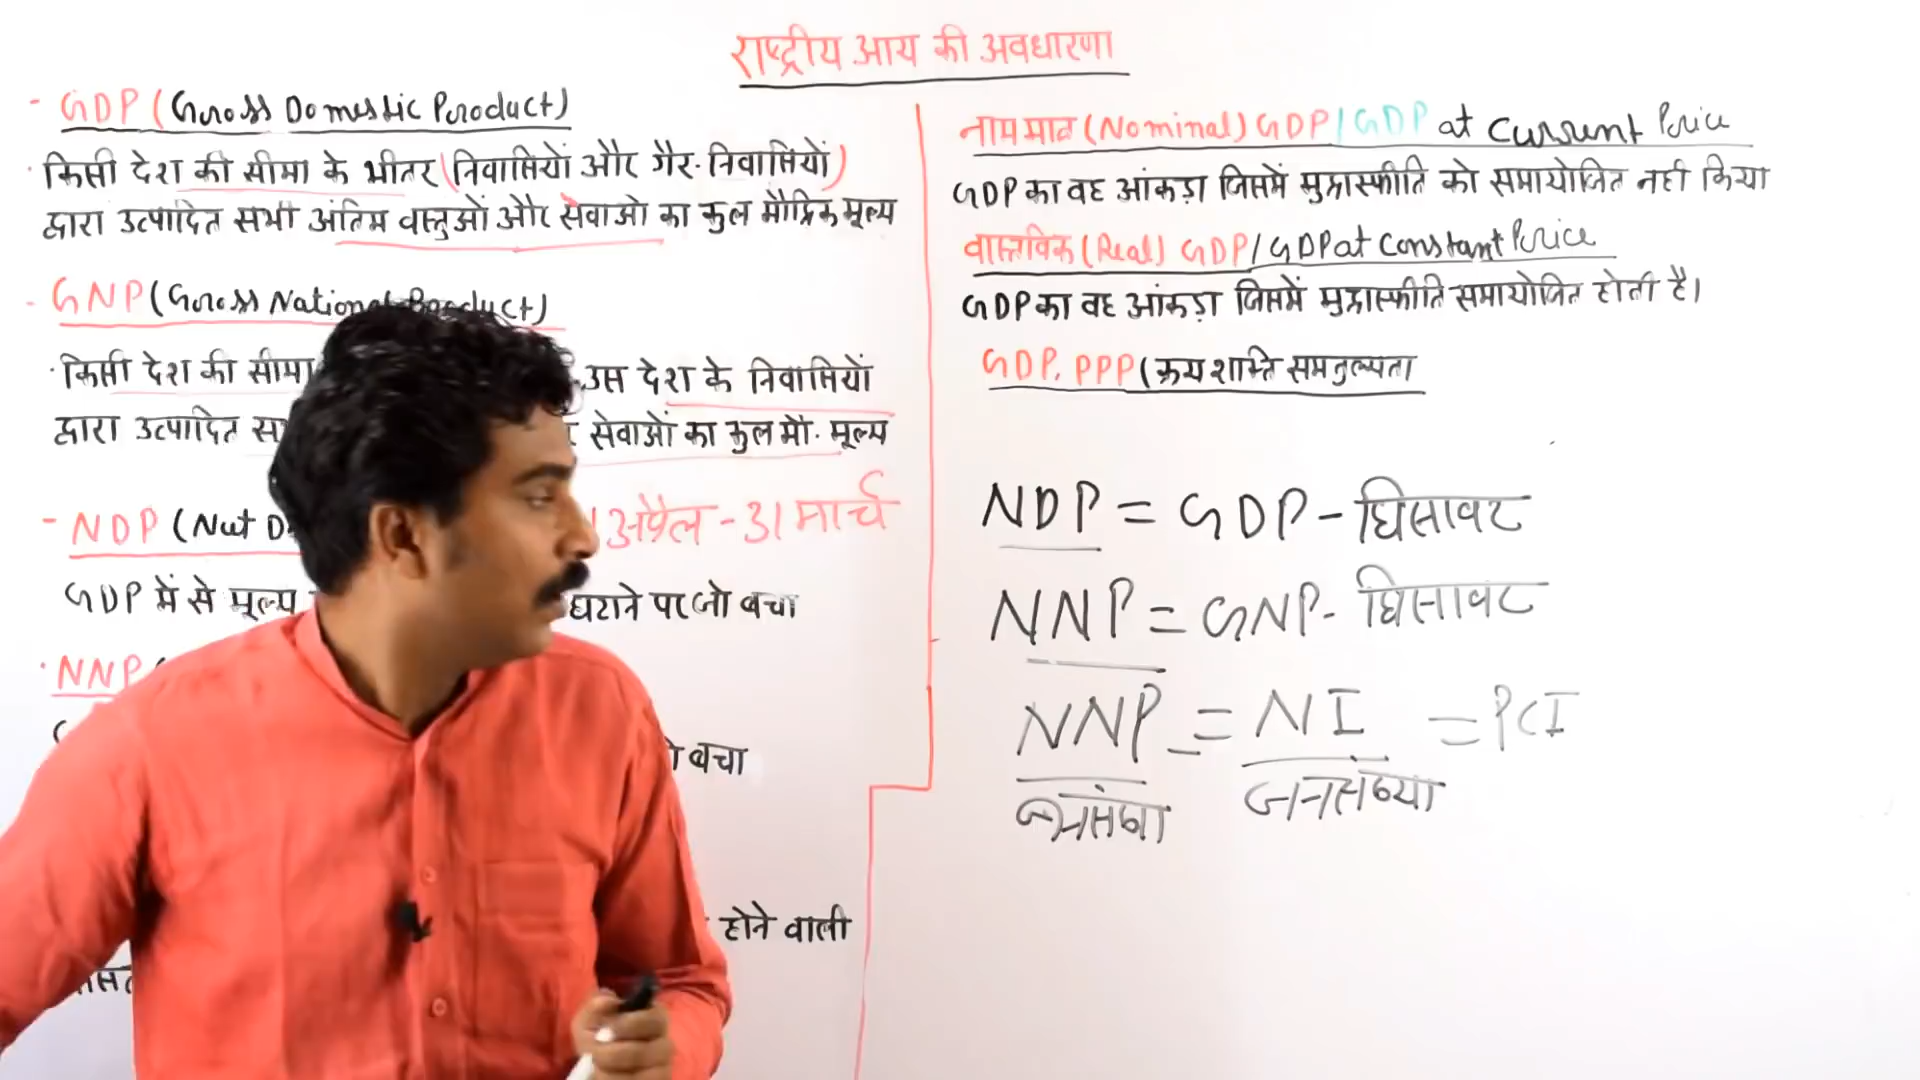 राष्ट्रीय आय की अवधारणा
- GDP (Gross Domestic Product)
· किसी देश की सीमा के भीतर (निवासियों और गैर-निवासियों)
द्वारा उत्पादित सभी अंतिम वस्तुओं और सेवाओ का कुल मौद्रिक मूल्य
- GNP (Gross National Product)
· किसी देश की सीमा उस देश के निवासियों
द्वारा उत्पादित सेवाओं का कुल मौ. मूल्य
- NDP (Net D 1 अप्रैल - 31 मार्च
GDP में से मूल्य घटाने पर जो बचा
· NNP
बचा
होने वाली
नाम मात्र (Nominal) GDP / GDP at Current Price
GDP का वह आंकड़ा जिसमें मुद्रास्फीति को समायोजित नही किया
वास्तविक (Real) GDP / GDP at Constant Price
GDP का वह आंकड़ा जिसमें मुद्रास्फीति समायोजित होती है।
GDP. PPP (क्रय शक्ति समतुल्यता
NDP = GDP - घिसावट
NNP = GNP - घिसावट
NNP = NI = PCI
जनसंख्या जनसंख्या